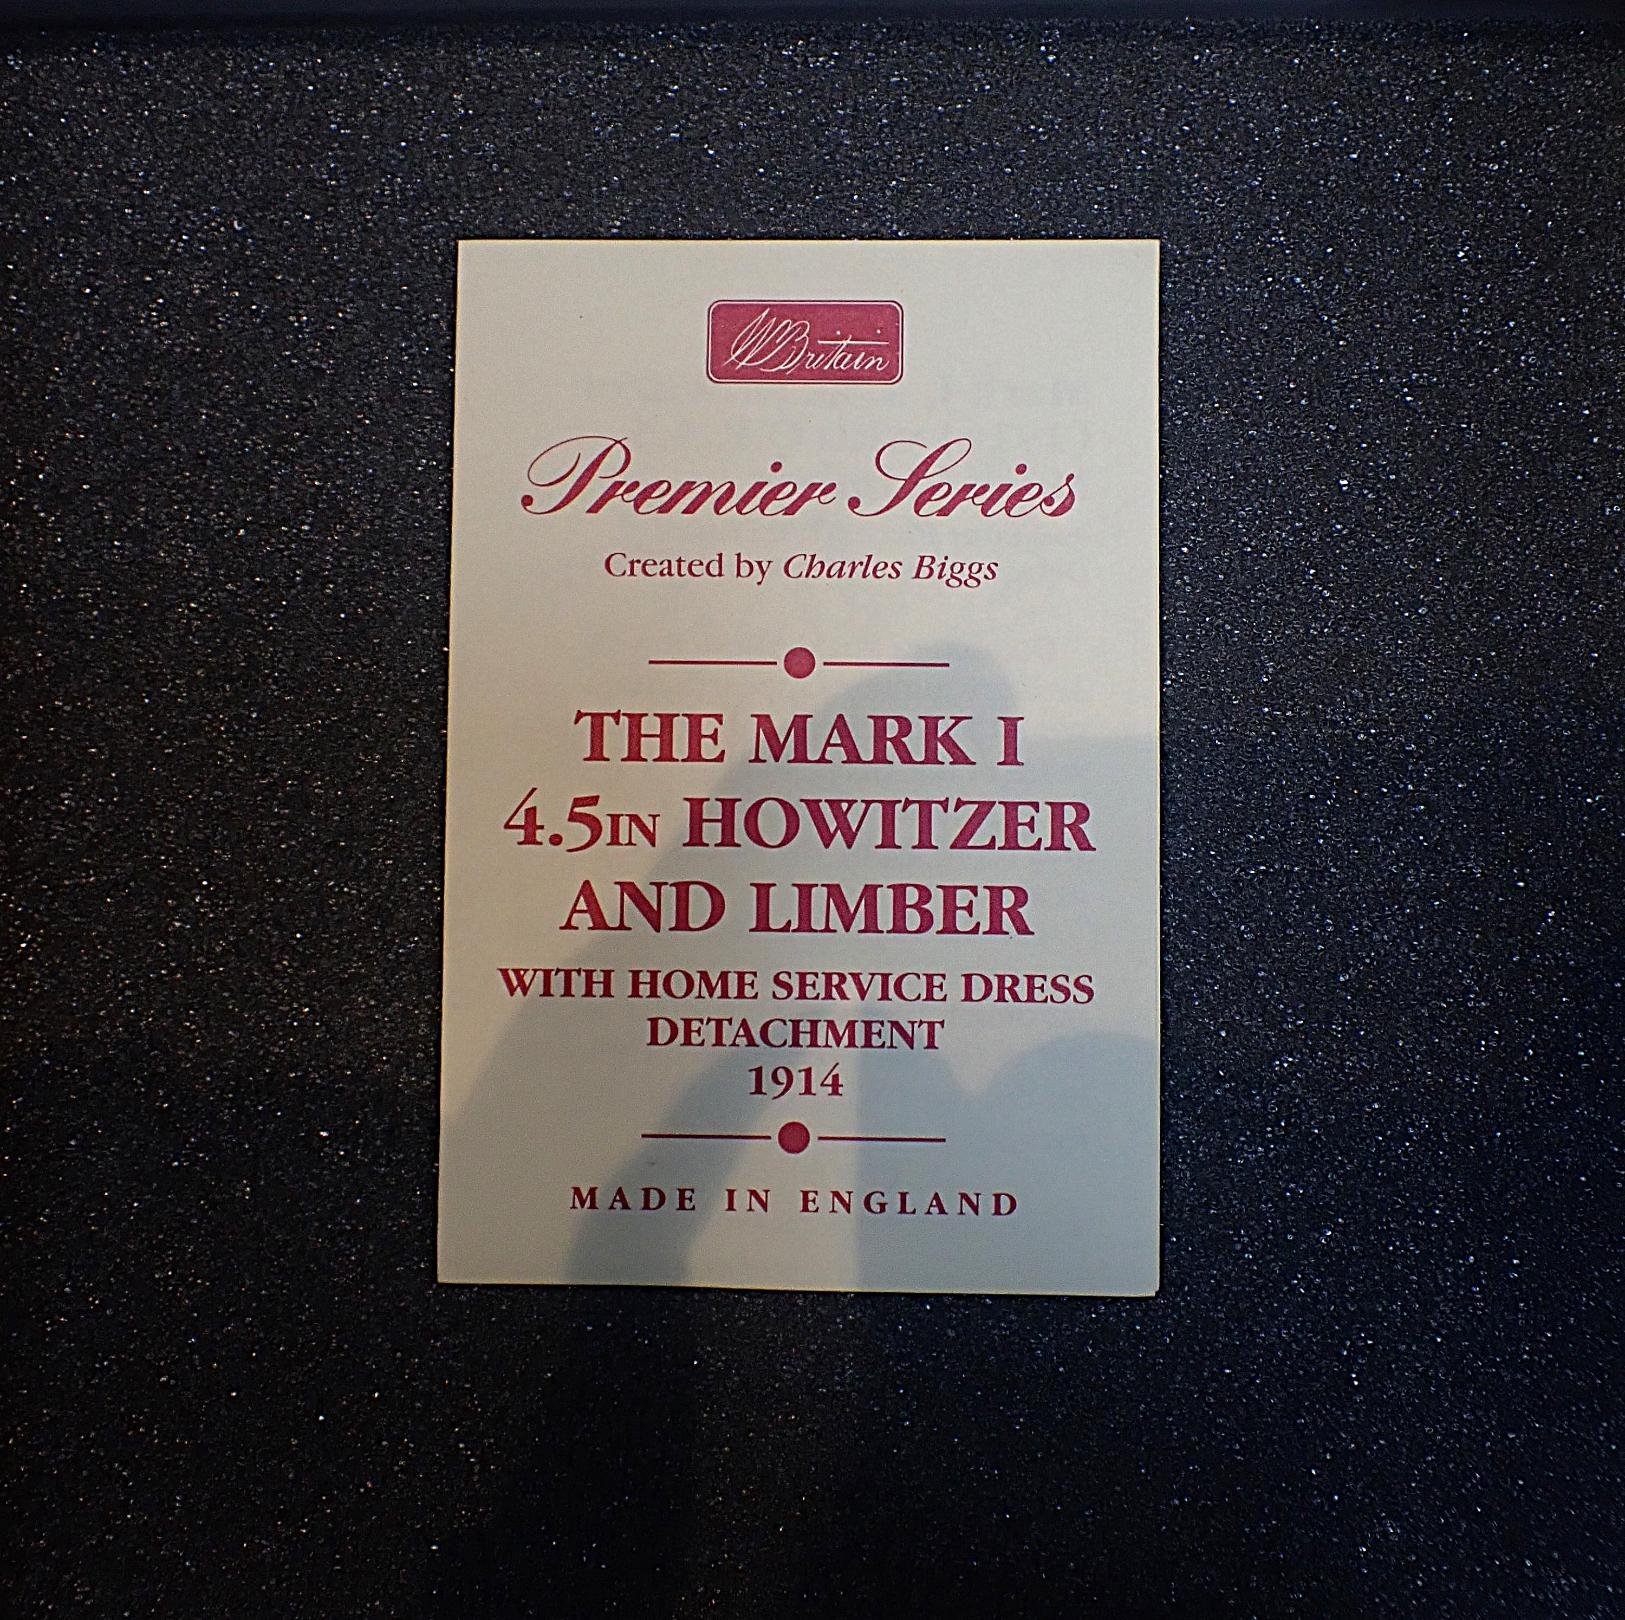 WBritain
Premier Series
Created by Charles Biggs
THE MARK I
4.5IN HOWITZER
AND LIMBER
WITH HOME SERVICE DRESS
DETACHMENT
1914
MADE IN ENGLAND